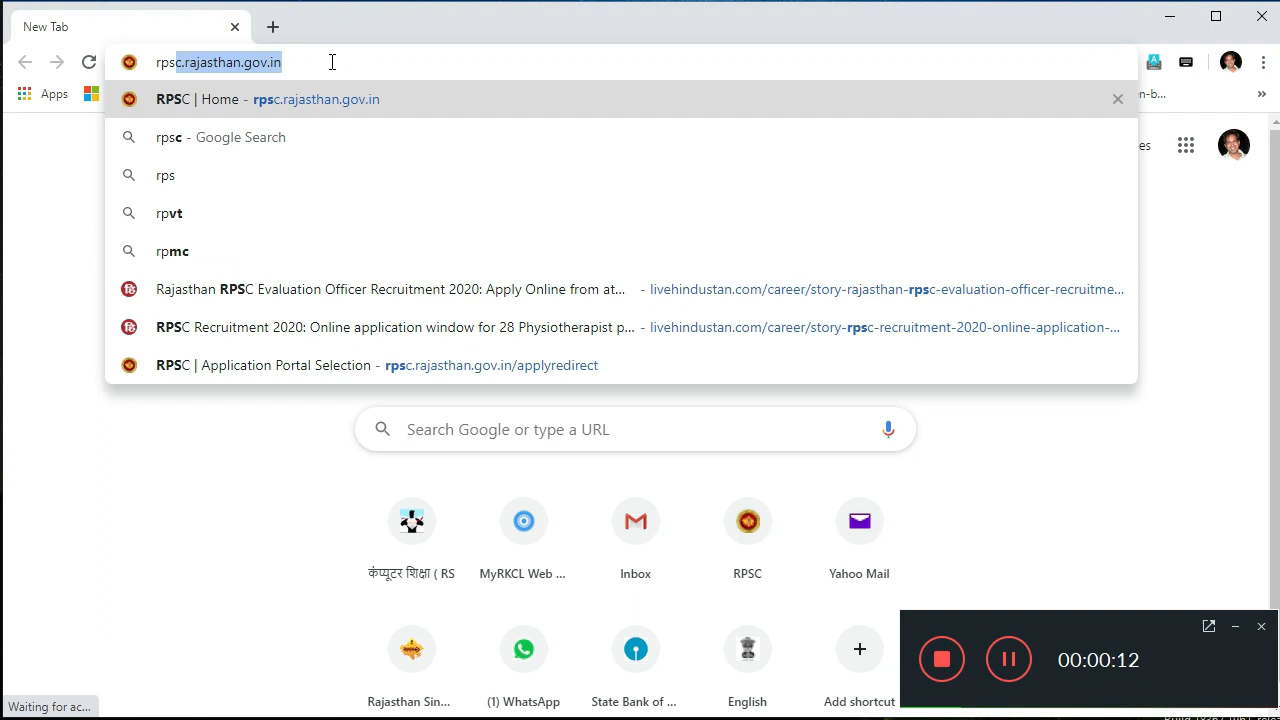 New Tab
rpsc.rajasthan.gov.in
Apps
en-b...
»
RPSC | Home - rpsc.rajasthan.gov.in
rpsc - Google Search
es
rps
rpvt
rpmc
Rajasthan RPSC Evaluation Officer Recruitment 2020: Apply Online from at... - livehindustan.com/career/story-rajasthan-rpsc-evaluation-officer-recruitme...
RPSC Recruitment 2020: Online application window for 28 Physiotherapist p... - livehindustan.com/career/story-rpsc-recruitment-2020-online-application-...
RPSC | Application Portal Selection - rpsc.rajasthan.gov.in/applyredirect
Search Google or type a URL
कंप्यूटर शिक्षा ( RS
MyRKCL Web ...
Inbox
RPSC
Yahoo Mail
Rajasthan Sin...
(1) WhatsApp
State Bank of ...
English
Add shortcut
00:00:12
Waiting for ac...